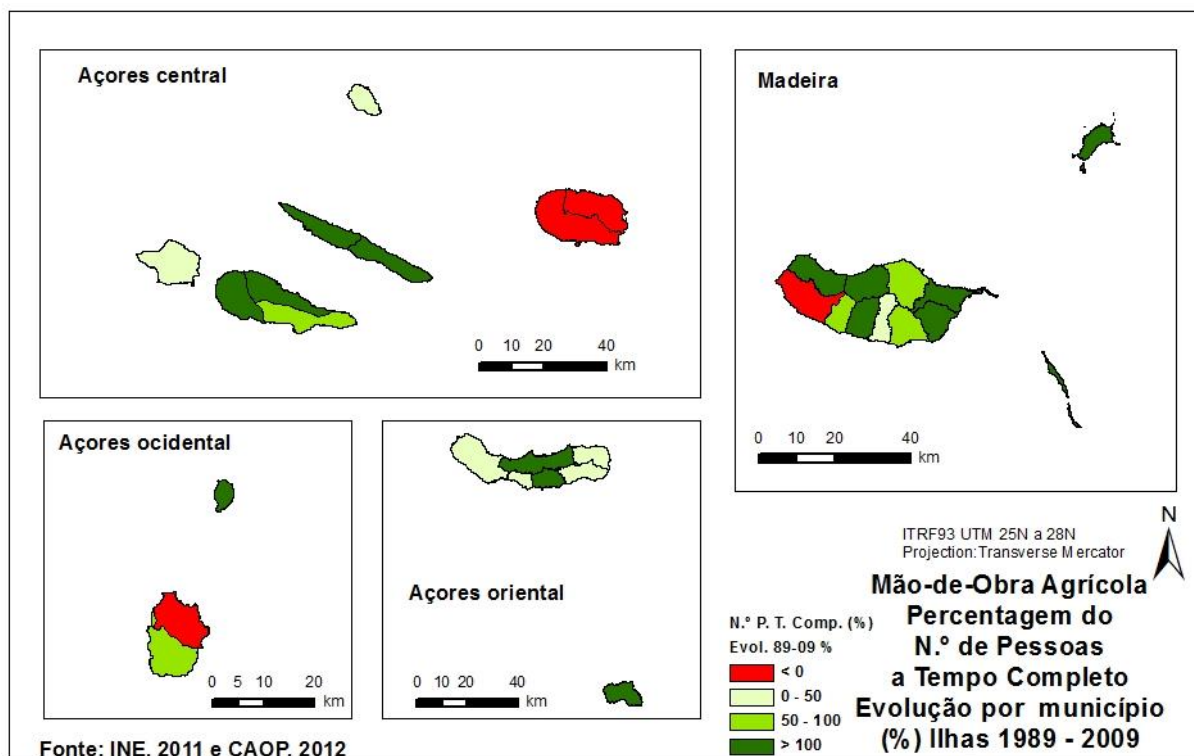 Açores central
0 10 20 40
km
Madeira
0 10 20 40
km
Açores ocidental
0 5 10 20
km
Açores oriental
0 10 20 40
km
N
ITRF93 UTM 25N a 28N
Projection: Transverse Mercator
Mão-de-Obra Agrícola
Percentagem do
N.º de Pessoas
a Tempo Completo
Evolução por município
(%) Ilhas 1989 - 2009
N.º P. T. Comp. (%)
Evol. 89-09 %
< 0
0 - 50
50 - 100
> 100
Fonte: INE, 2011 e CAOP, 2012